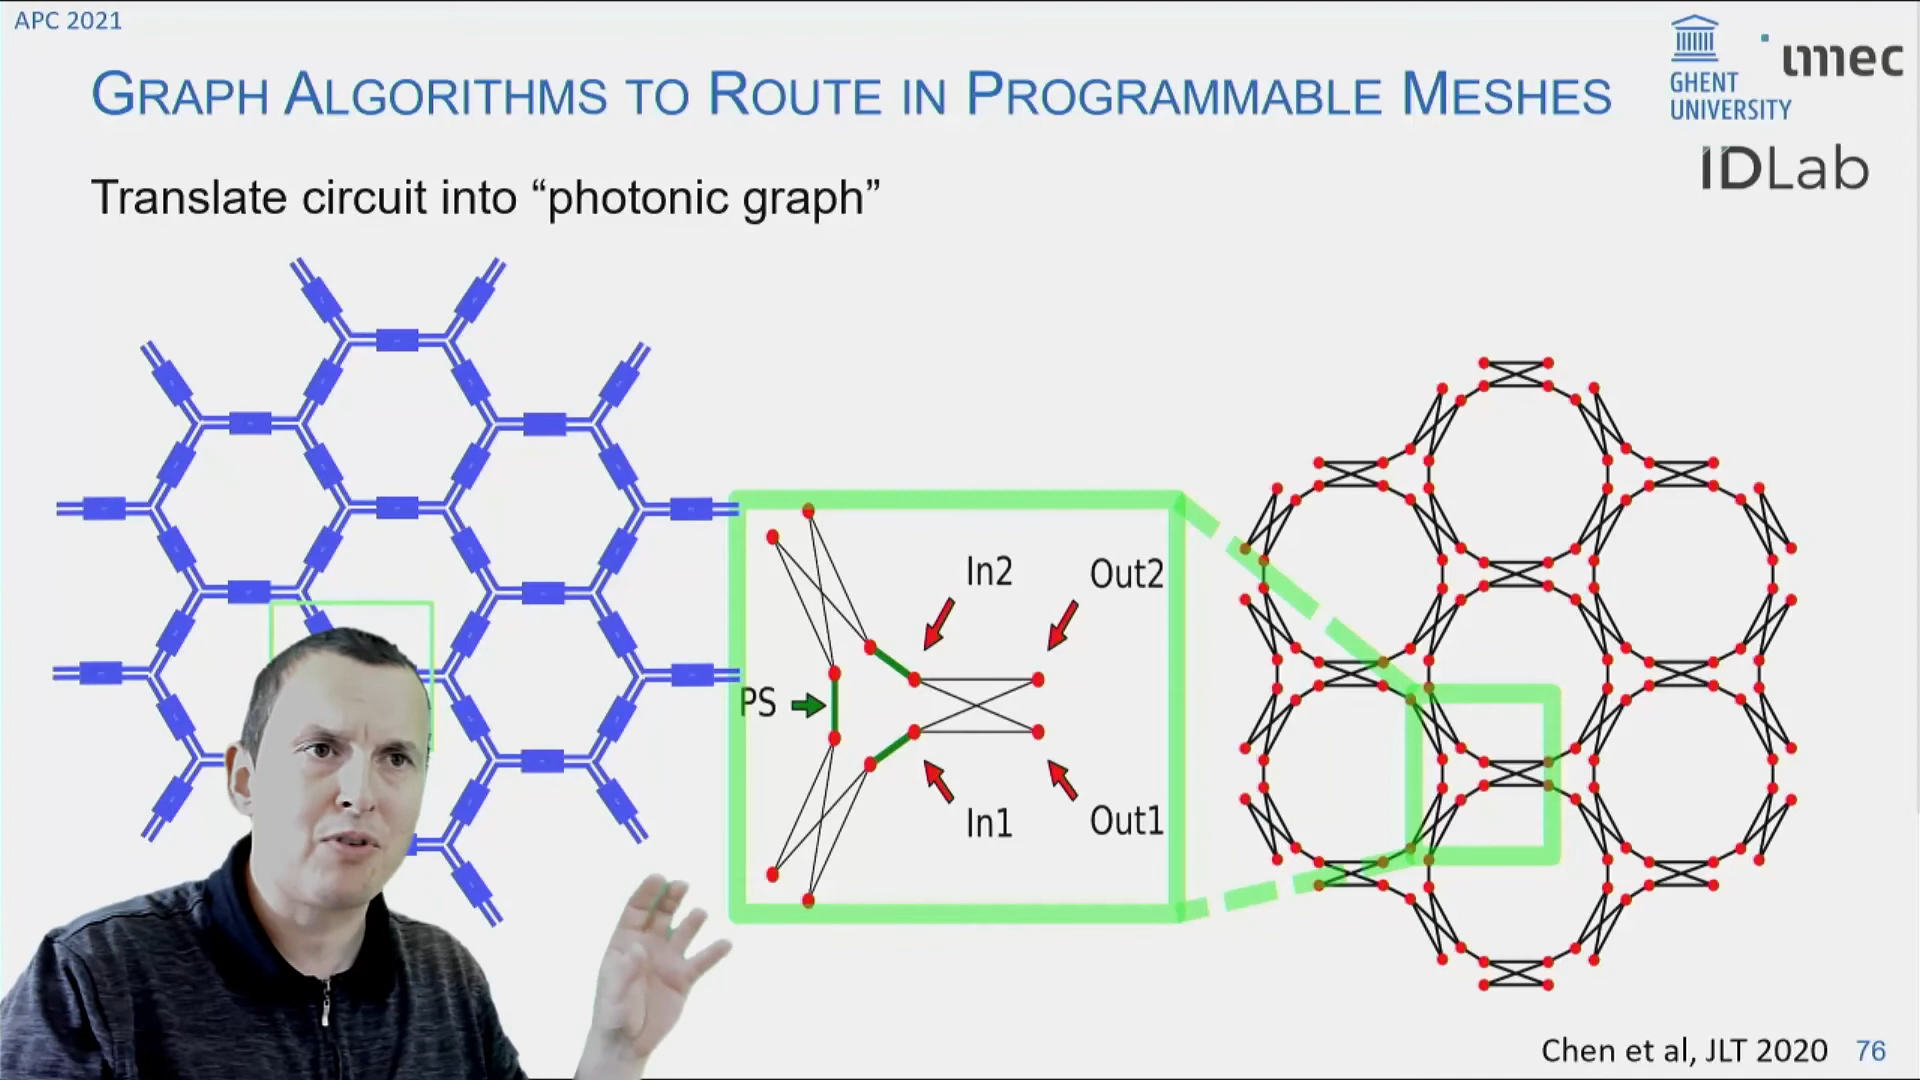 APC 2021
GRAPH ALGORITHMS TO ROUTE IN PROGRAMMABLE MESHES
GHENT
UNIVERSITY
imec
IDLab
Translate circuit into “photonic graph”
In2
Out2
PS
In1
Out1
Chen et al, JLT 2020
76